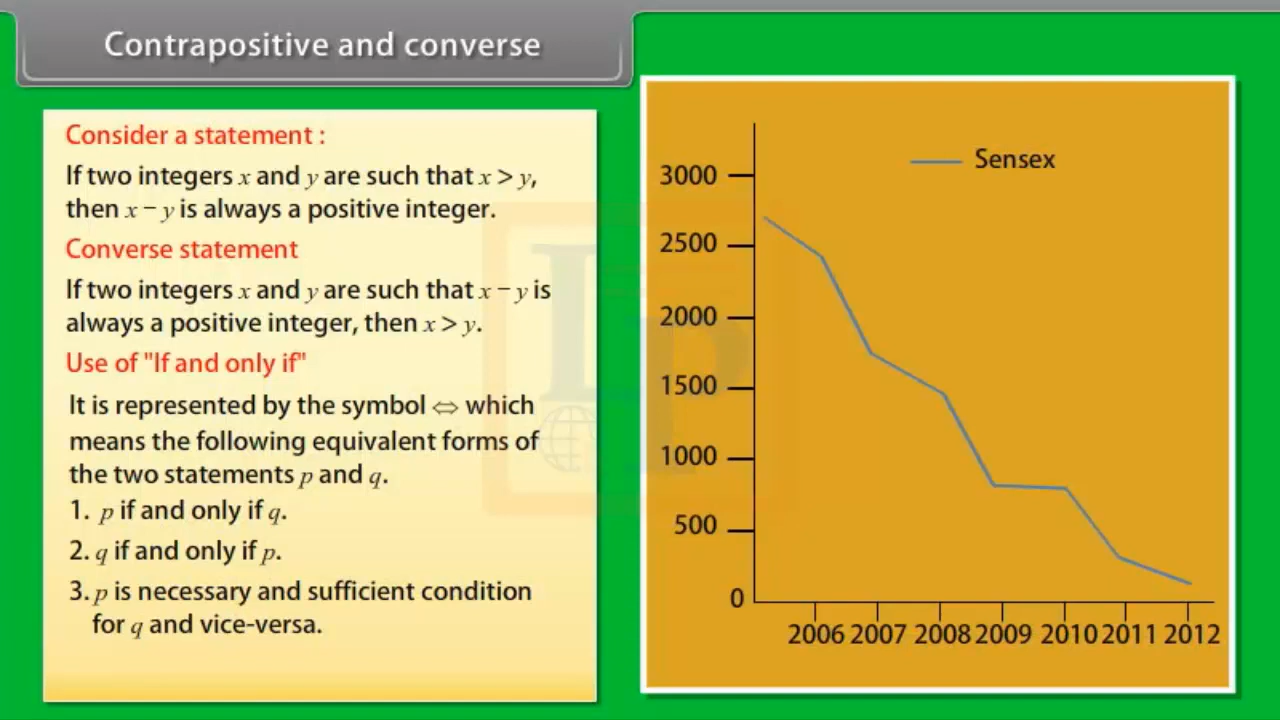 Contrapositive and converse
Consider a statement :
If two integers x and y are such that x > y,
then x − y is always a positive integer.
Converse statement
If two integers x and y are such that x − y is
always a positive integer, then x > y.
Use of "If and only if"
It is represented by the symbol ⇔ which
means the following equivalent forms of
the two statements p and q.
1. p if and only if q.
2. q if and only if p.
3. p is necessary and sufficient condition
for q and vice-versa.
Sensex
3000
2500
2000
1500
1000
500
0
2006 2007 2008 2009 2010 2011 2012